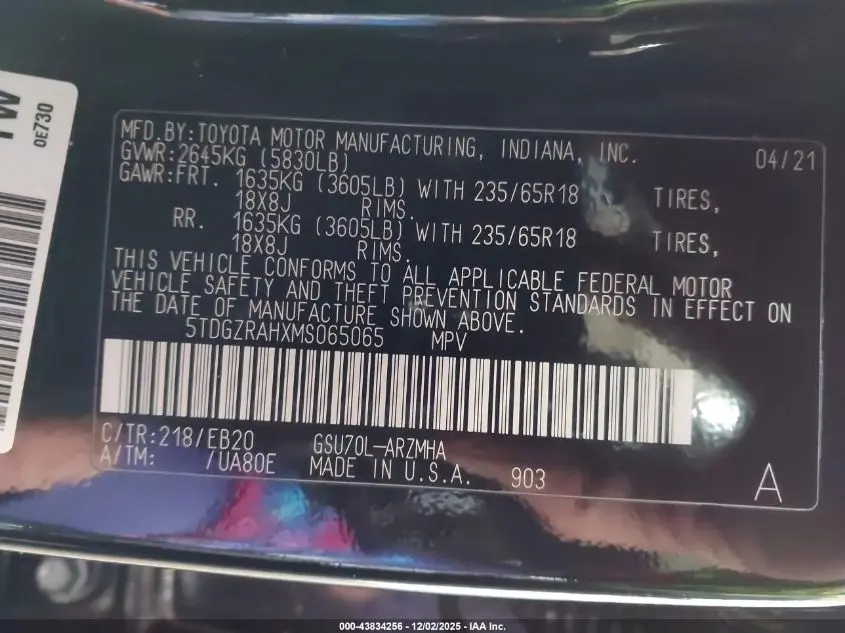 1W
0E730
MFD.BY:TOYOTA MOTOR MANUFACTURING, INDIANA, INC. 04/21
GVWR:2645KG (5830LB)
GAWR:FRT. 1635KG (3605LB) WITH 235/65R18 TIRES,
18X8J RIMS.
RR. 1635KG (3605LB) WITH 235/65R18 TIRES,
18X8J RIMS.
THIS VEHICLE CONFORMS TO ALL APPLICABLE FEDERAL MOTOR
VEHICLE SAFETY AND THEFT PREVENTION STANDARDS IN EFFECT ON
THE DATE OF MANUFACTURE SHOWN ABOVE.
5TDGZRAHXMS065065 MPV
C/TR:218/EB20 GSU70L-ARZMHA
A/TM: /UA80E MADE IN U.S.A. 903
A
000-43834256 - 12/02/2025 - IAA Inc.